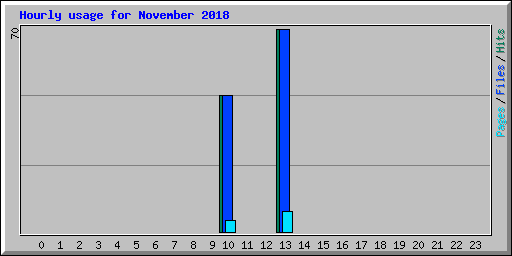 Hourly usage for November 2018
70
Pages/Files/Hits
0 1 2 3 4 5 6 7 8 9 10 11 12 13 14 15 16 17 18 19 20 21 22 23